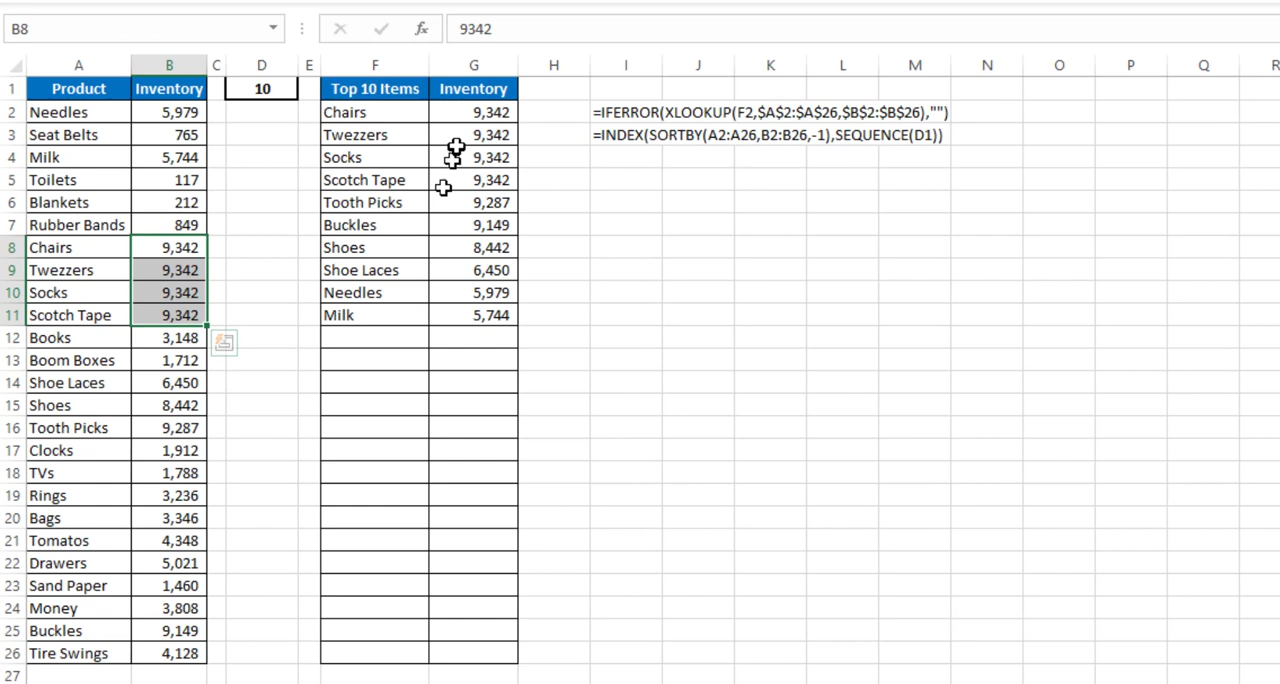 B8 fx 9342
A B C D E F G H I J K L M N O P Q R
1 Product Inventory 10 Top 10 Items Inventory
2 Needles 5,979 Chairs 9,342 =IFERROR(XLOOKUP(F2,$A$2:$A$26,$B$2:$B$26),"")
3 Seat Belts 765 Twezzers 9,342 =INDEX(SORTBY(A2:A26,B2:B26,-1),SEQUENCE(D1))
4 Milk 5,744 Socks 9,342
5 Toilets 117 Scotch Tape 9,342
6 Blankets 212 Tooth Picks 9,287
7 Rubber Bands 849 Buckles 9,149
8 Chairs 9,342 Shoes 8,442
9 Twezzers 9,342 Shoe Laces 6,450
10 Socks 9,342 Needles 5,979
11 Scotch Tape 9,342 Milk 5,744
12 Books 3,148
13 Boom Boxes 1,712
14 Shoe Laces 6,450
15 Shoes 8,442
16 Tooth Picks 9,287
17 Clocks 1,912
18 TVs 1,788
19 Rings 3,236
20 Bags 3,346
21 Tomatos 4,348
22 Drawers 5,021
23 Sand Paper 1,460
24 Money 3,808
25 Buckles 9,149
26 Tire Swings 4,128
27